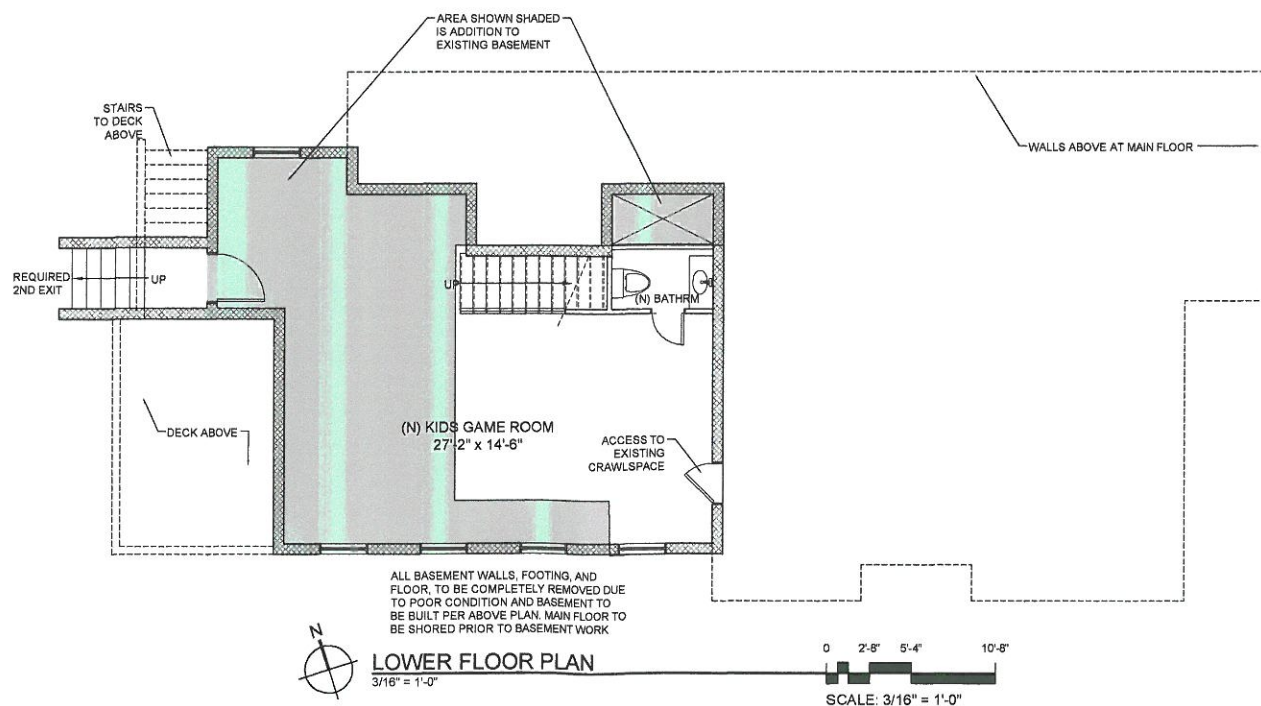 AREA SHOWN SHADED
IS ADDITION TO
EXISTING BASEMENT
STAIRS
TO DECK
ABOVE
WALLS ABOVE AT MAIN FLOOR
REQUIRED
2ND EXIT
UP
UP
(N) BATHRM
DECK ABOVE
(N) KIDS GAME ROOM
27'-2" x 14'-6"
ACCESS TO
EXISTING
CRAWLSPACE
ALL BASEMENT WALLS, FOOTING, AND
FLOOR, TO BE COMPLETELY REMOVED DUE
TO POOR CONDITION AND BASEMENT TO
BE BUILT PER ABOVE PLAN. MAIN FLOOR TO
BE SHORED PRIOR TO BASEMENT WORK
N
LOWER FLOOR PLAN
3/16" = 1'-0"
0 2'-8" 5'-4" 10'-8"
SCALE: 3/16" = 1'-0"